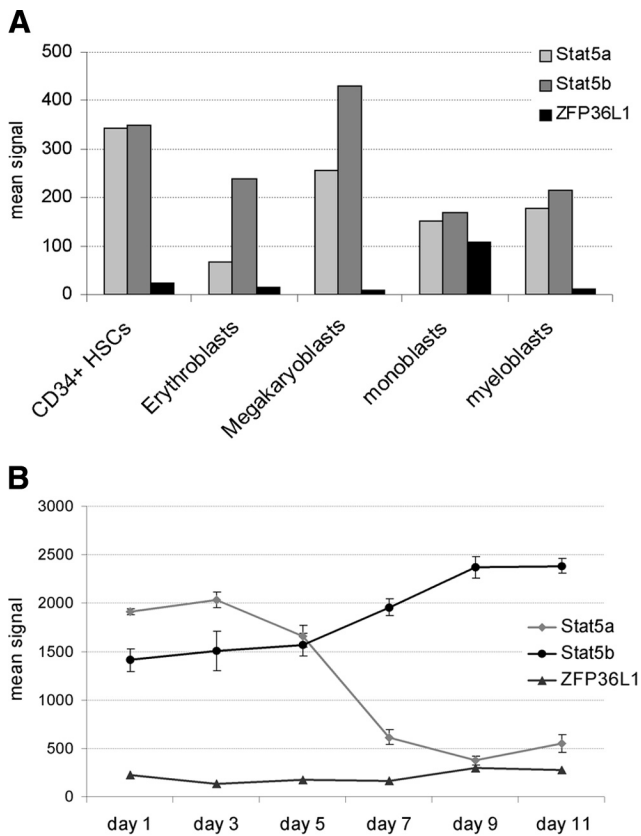 A
500
400
300
200
100
0
mean signal
Stat5a
Stat5b
ZFP36L1
CD34+ HSCs
Erythroblasts
Megakaryoblasts
monoblasts
myeloblasts
B
3000
2500
2000
1500
1000
500
0
mean signal
Stat5a
Stat5b
ZFP36L1
day 1
day 3
day 5
day 7
day 9
day 11